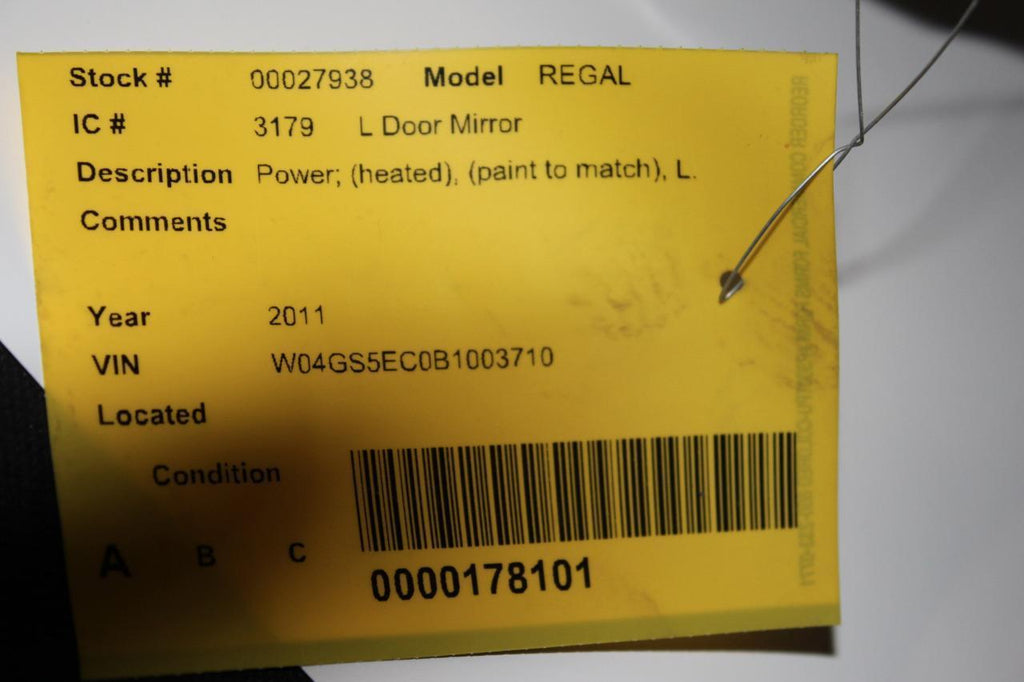 Stock # 00027938 Model REGAL
IC # 3179 L Door Mirror
Description Power; (heated), (paint to match), L.
Comments
Year 2011
VIN W04GS5EC0B1003710
Located
Condition
A B C
0000178101